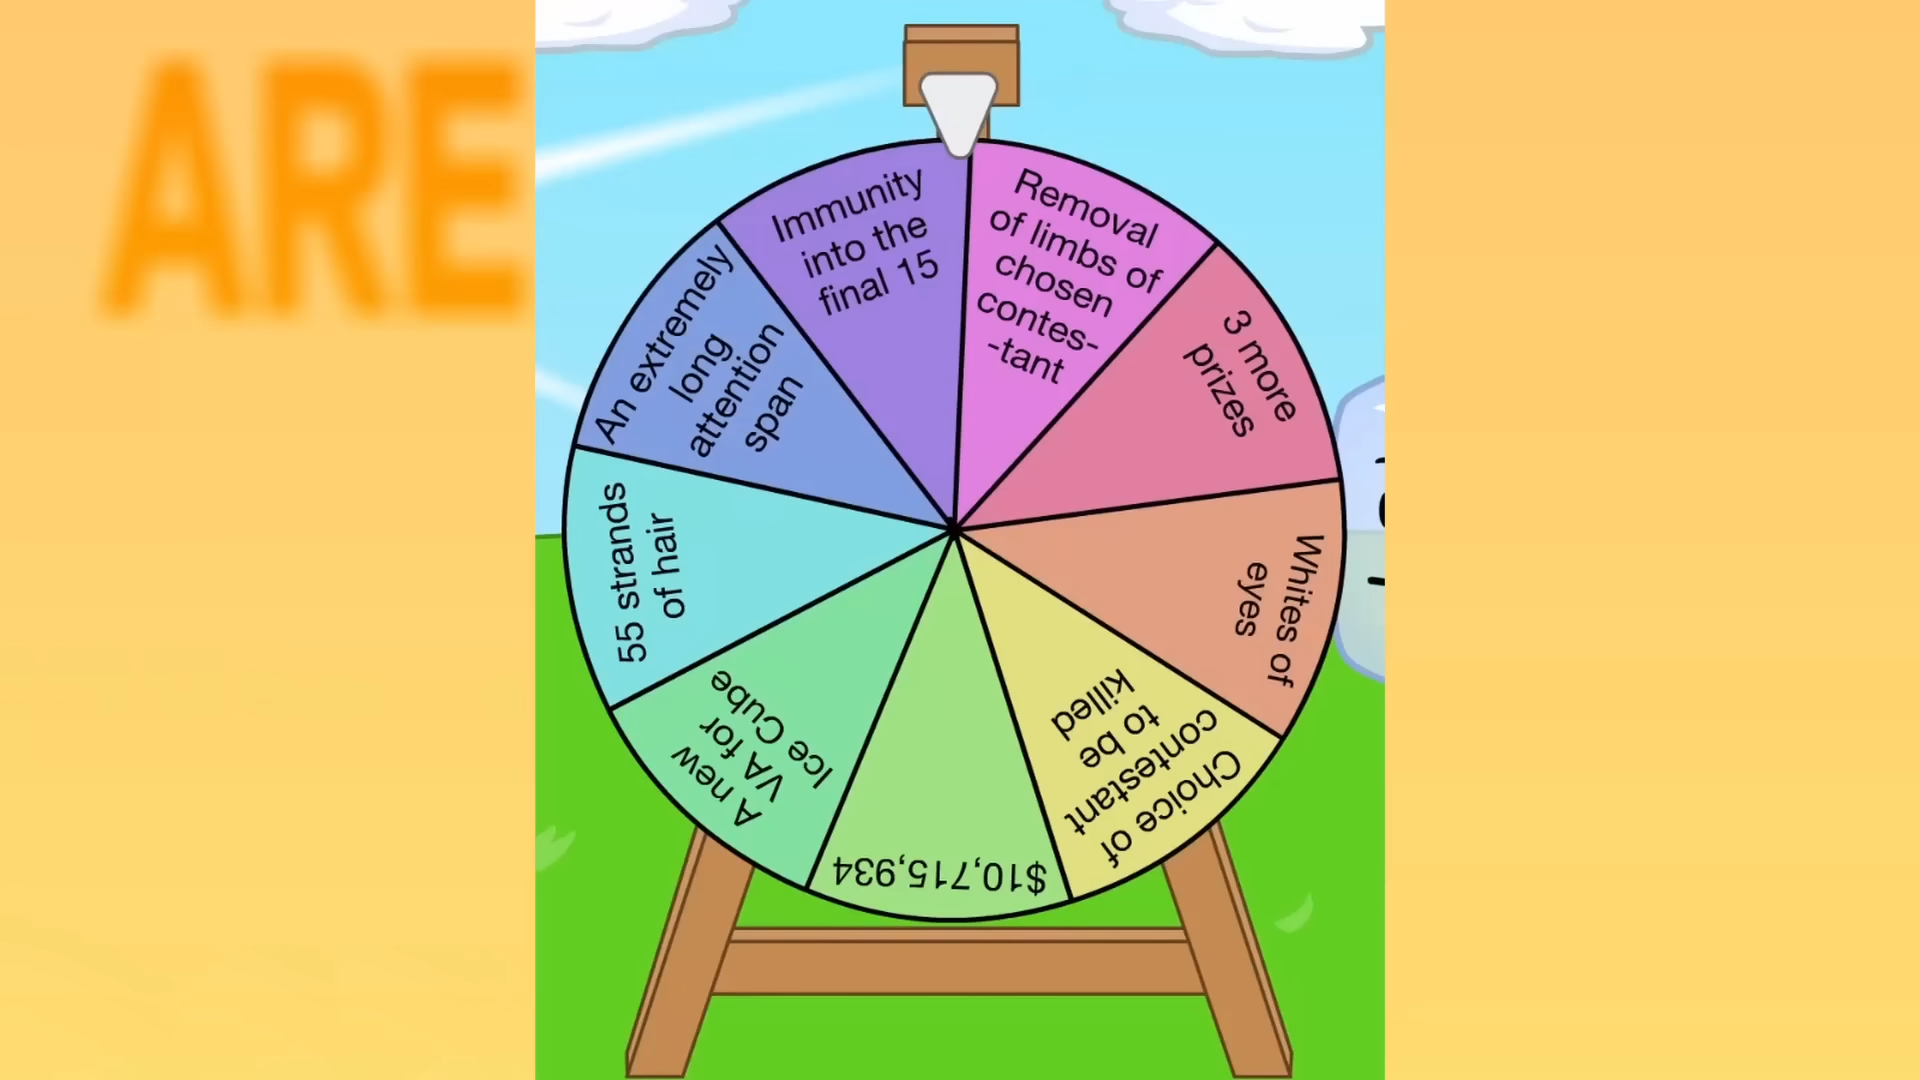 ARE
Immunity
into the
final 15
Removal
of limbs of
chosen
contes-
-tant
3 more
prizes
Whites of
eyes
Choice of
contestant
to be
killed
$10,715,934
A new
VA for
Ice Cube
55 strands
of hair
An extremely
long
attention
span